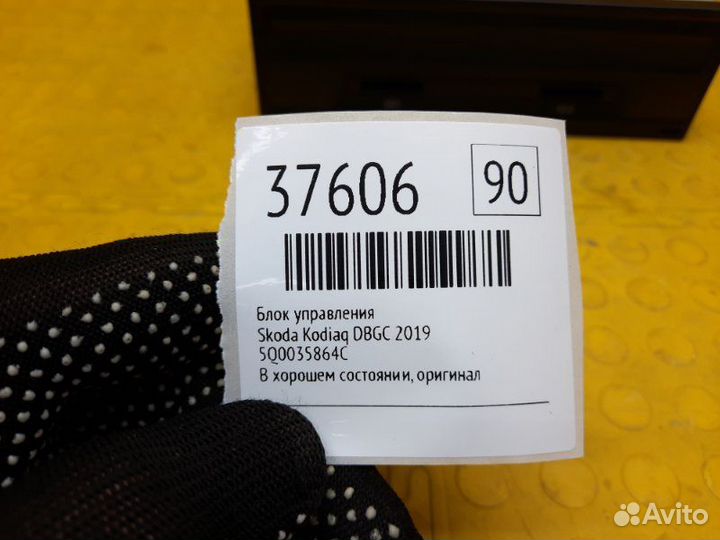 37606
90
Блок управления
Skoda Kodiaq DBGC 2019
5Q0035864C
В хорошем состоянии, оригинал
Avito